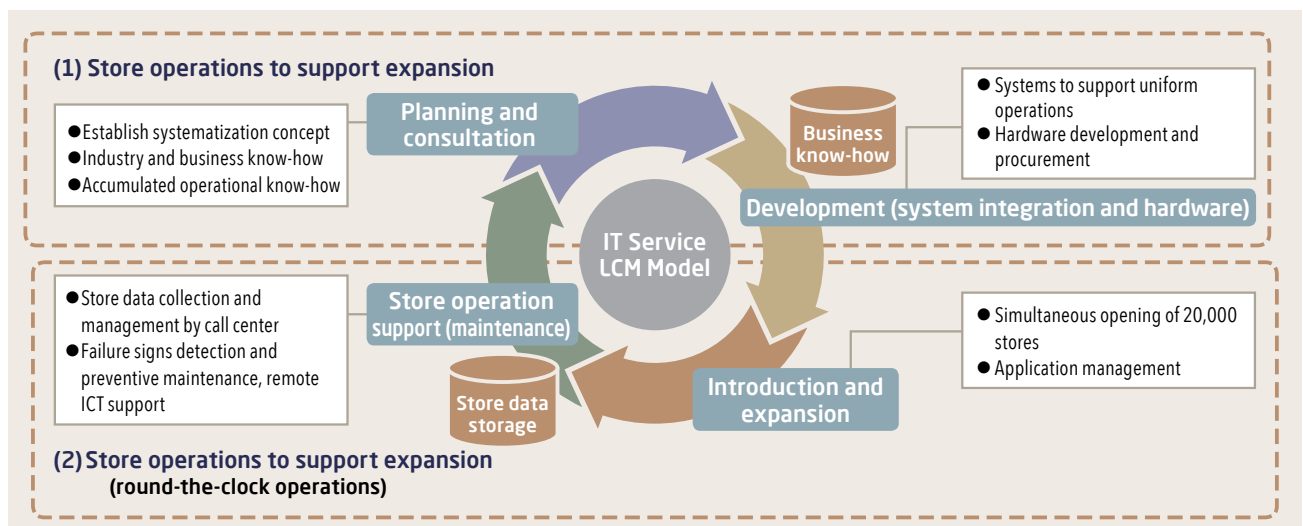 (1) Store operations to support expansion
Planning and
consultation
●Establish systematization concept
●Industry and business know-how
●Accumulated operational know-how
Business
know-how
● Systems to support uniform
operations
● Hardware development and
procurement
Development (system integration and hardware)
IT Service
LCM Model
●Store data collection and
management by call center
●Failure signs detection and
preventive maintenance, remote
ICT support
Store operation
support (maintenance)
Store data
storage
Introduction and
expansion
● Simultaneous opening of 20,000
stores
● Application management
(2) Store operations to support expansion
(round-the-clock operations)